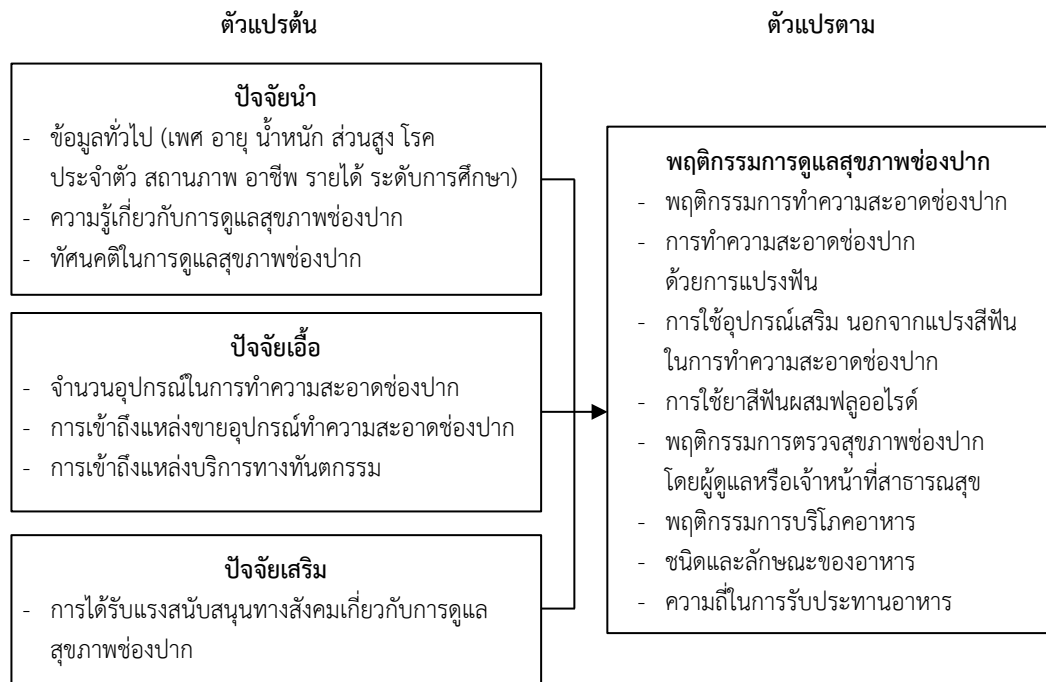 ตัวแปรต้น
ตัวแปรตาม
ปัจจัยนำ
- ข้อมูลทั่วไป (เพศ อายุ น้ำหนัก ส่วนสูง โรค
ประจำตัว สถานภาพ อาชีพ รายได้ ระดับการศึกษา)
- ความรู้เกี่ยวกับการดูแลสุขภาพช่องปาก
- ทัศนคติในการดูแลสุขภาพช่องปาก
ปัจจัยเอื้อ
- จำนวนอุปกรณ์ในการทำความสะอาดช่องปาก
- การเข้าถึงแหล่งขายอุปกรณ์ทำความสะอาดช่องปาก
- การเข้าถึงแหล่งบริการทางทันตกรรม
ปัจจัยเสริม
- การได้รับแรงสนับสนุนทางสังคมเกี่ยวกับการดูแล
สุขภาพช่องปาก
พฤติกรรมการดูแลสุขภาพช่องปาก
- พฤติกรรมการทำความสะอาดช่องปาก
- การทำความสะอาดช่องปาก
ด้วยการแปรงฟัน
- การใช้อุปกรณ์เสริม นอกจากแปรงสีฟัน
ในการทำความสะอาดช่องปาก
- การใช้ยาสีฟันผสมฟลูออไรด์
- พฤติกรรมการตรวจสุขภาพช่องปาก
โดยผู้ดูแลหรือเจ้าหน้าที่สาธารณสุข
- พฤติกรรมการบริโภคอาหาร
- ชนิดและลักษณะของอาหาร
- ความถี่ในการรับประทานอาหาร